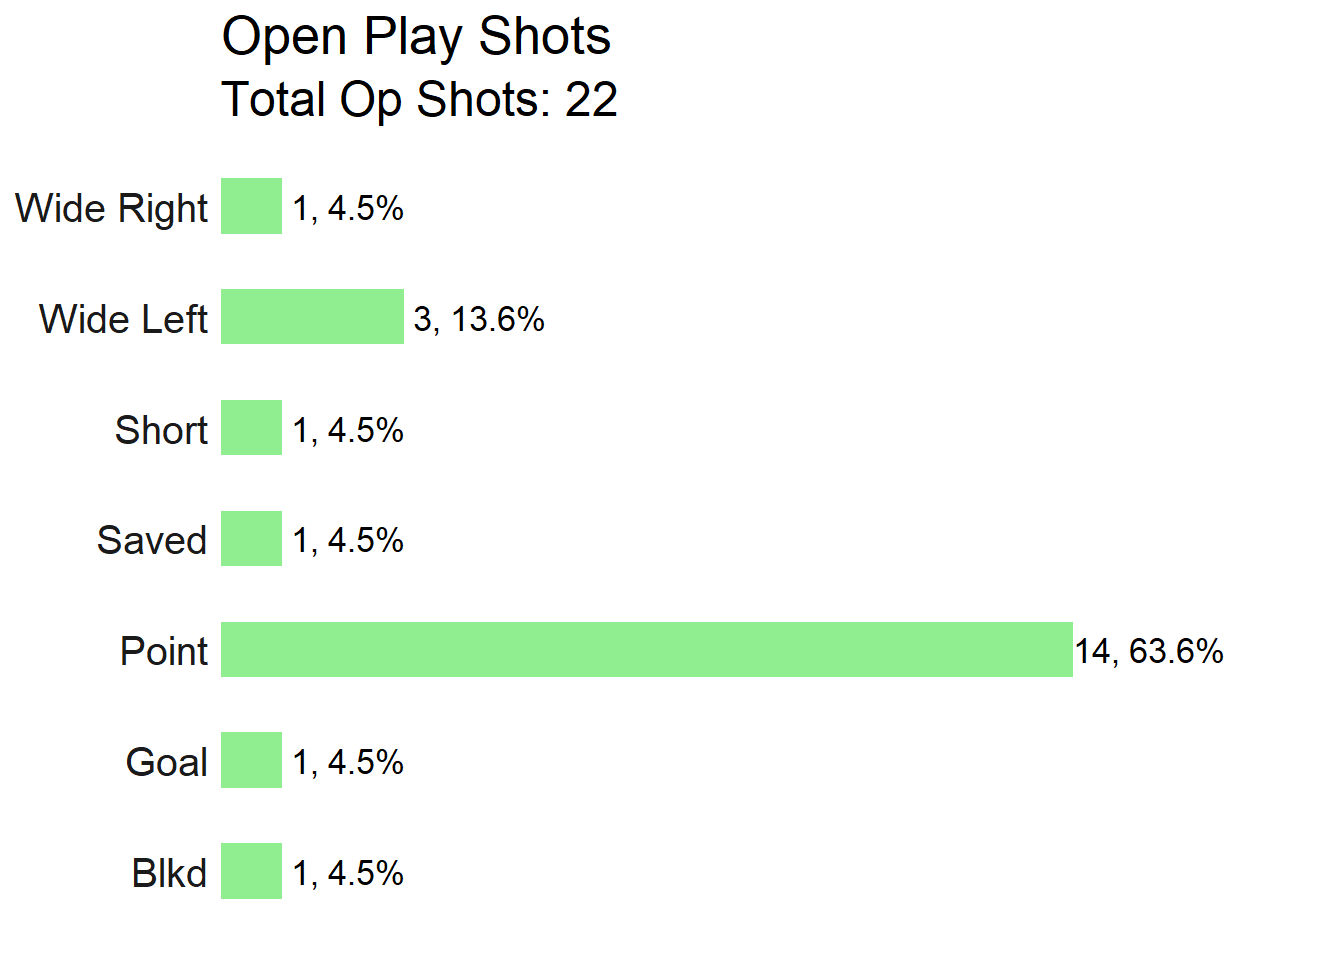 Open Play Shots
Total Op Shots: 22
Wide Right 1, 4.5%
Wide Left 3, 13.6%
Short 1, 4.5%
Saved 1, 4.5%
Point 14, 63.6%
Goal 1, 4.5%
Blkd 1, 4.5%